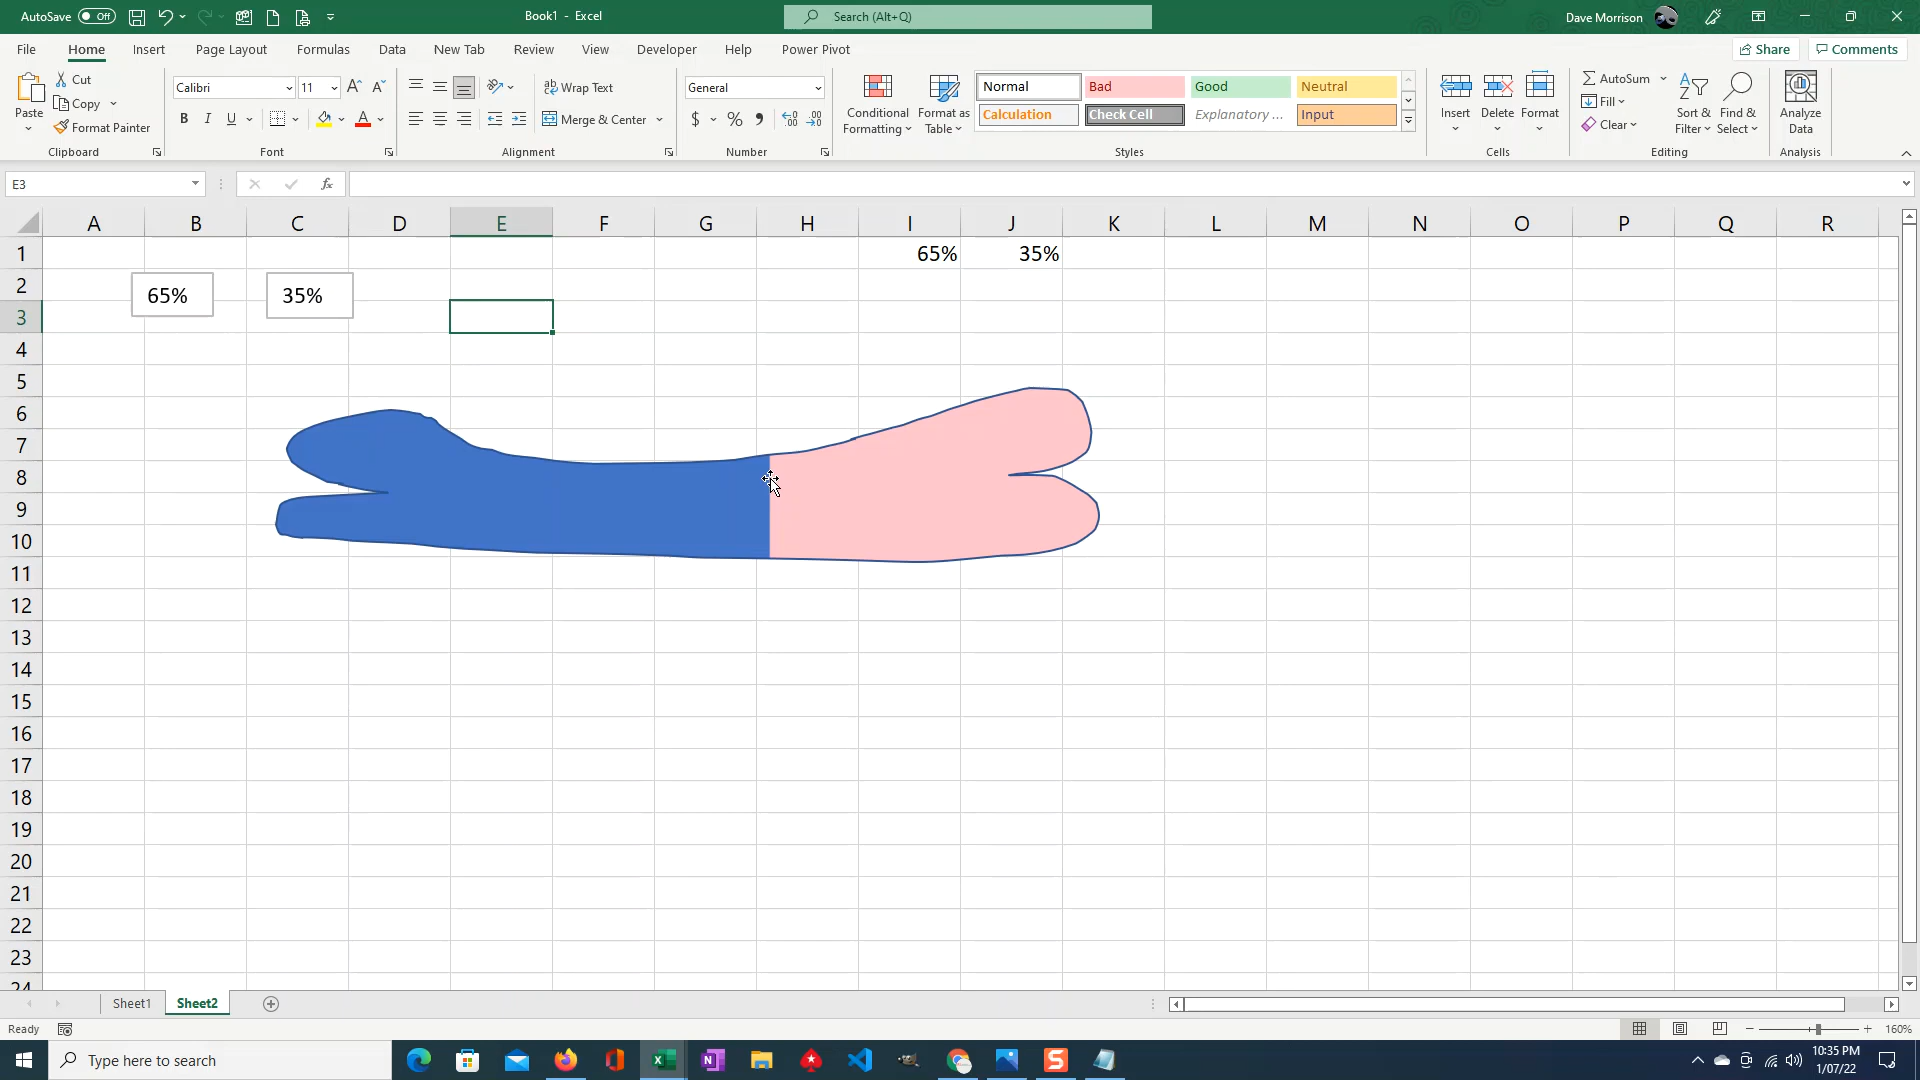 AutoSave Off
Book1 - Excel
Search (Alt+Q)
Dave Morrison
File Home Insert Page Layout Formulas Data New Tab Review View Developer Help Power Pivot
Share Comments
Paste
Cut
Copy
Format Painter
Clipboard
Calibri 11
B I U
Font
Wrap Text
Merge & Center
Alignment
General
$ % 9
Number
Conditional Formatting
Format as Table
Normal Bad Good Neutral
Calculation Check Cell Explanatory ... Input
Styles
Insert Delete Format
Cells
AutoSum
Fill
Clear
Sort & Filter
Find & Select
Editing
Analyze Data
Analysis
E3
fx
A B C D E F G H I J K L M N O P Q R
1 65% 35%
2
65% 35%
3
4
5
6
7
8
9
10
11
12
13
14
15
16
17
18
19
20
21
22
23
24
Sheet1 Sheet2
Ready
160%
Type here to search
10:35 PM
1/07/22